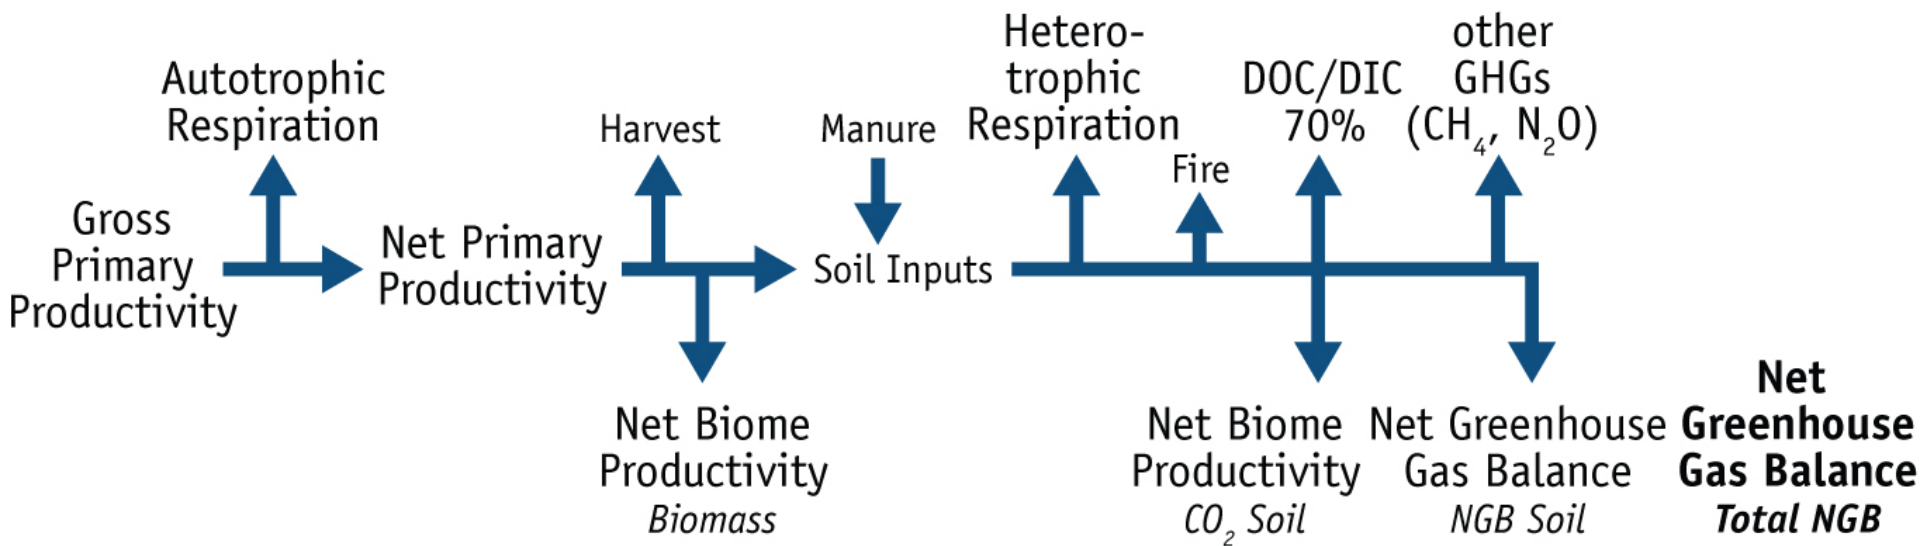 Autotrophic
Respiration
Gross
Primary
Productivity
Net Primary
Productivity
Harvest
Net Biome
Productivity
Biomass
Manure
Soil Inputs
Hetero-
trophic
Respiration
Fire
DOC/DIC
70%
other
GHGs
(CH₄, N₂O)
Net Biome
Productivity
CO₂ Soil
Net Greenhouse
Gas Balance
NGB Soil
Net
Greenhouse
Gas Balance
Total NGB